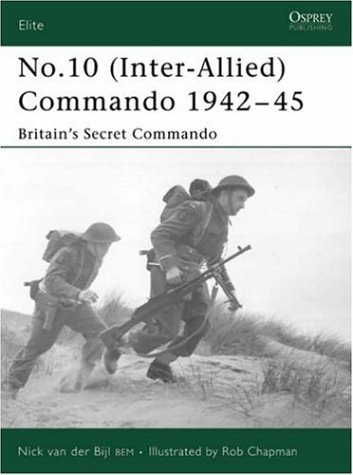 Elite
OSPREY
PUBLISHING
No.10 (Inter-Allied)
Commando 1942–45
Britain's Secret Commando
Nick van der Bijl BEM • Illustrated by Rob Chapman